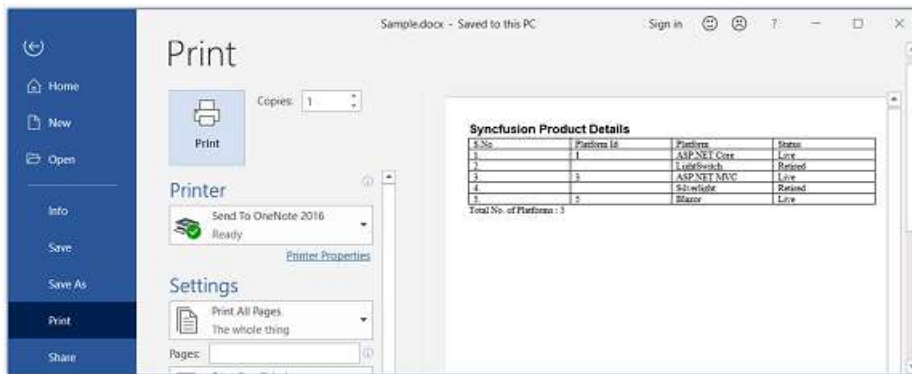 Sample.docx - Saved to this PC
Sign in
?
Home
New
Open
Info
Save
Save As
Print
Share
Print
Print
Copies: 1
Printer
Send To OneNote 2016
Ready
Printer Properties
Settings
Print All Pages
The whole thing
Pages:
Syncfusion Product Details
S.No Platform Id Platform Status
1. 1 ASP.NET Core Live
2. LightSwitch Retired
3. 3 ASP.NET MVC Live
4. Silverlight Retired
5. 5 Blazor Live
Total No. of Platforms : 3